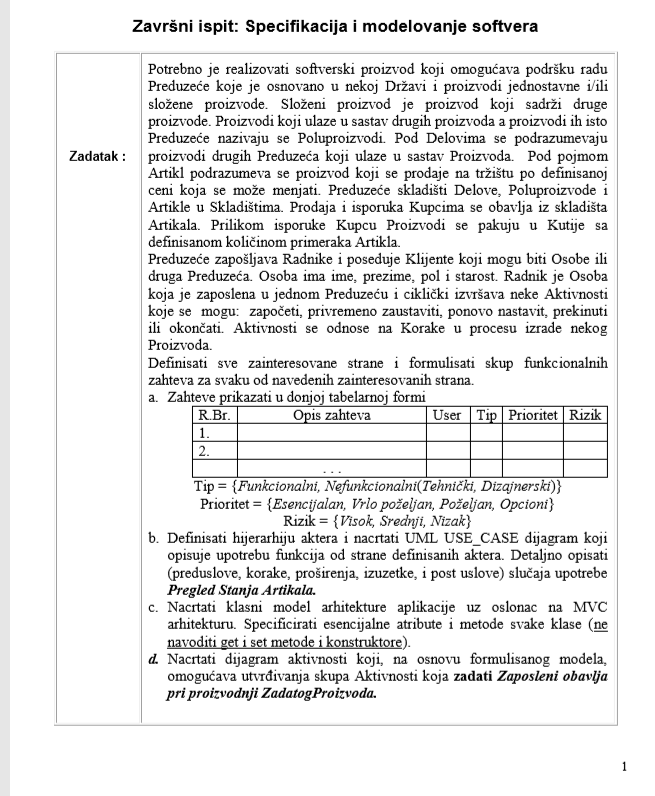 Završni ispit: Specifikacija i modelovanje softvera
Zadatak :
Potrebno je realizovati softverski proizvod koji omogućava podršku radu
Preduzeće koje je osnovano u nekoj Državi i proizvodi jednostavne i/ili
složene proizvode. Složeni proizvod je proizvod koji sadrži druge
proizvode. Proizvodi koji ulaze u sastav drugih proizvoda a proizvodi ih isto
Preduzeće nazivaju se Poluproizvodi. Pod Delovima se podrazumevaju
proizvodi drugih Preduzeća koji ulaze u sastav Proizvoda. Pod pojmom
Artikl podrazumeva se proizvod koji se prodaje na tržištu po definisanoj
ceni koja se može menjati. Preduzeće skladišti Delove, Poluproizvode i
Artikle u Skladištima. Prodaja i isporuka Kupcima se obavlja iz skladišta
Artikala. Prilikom isporuke Kupcu Proizvodi se pakuju u Kutije sa
definisanom količinom primeraka Artikla.
Preduzeće zapošljava Radnike i poseduje Klijente koji mogu biti Osobe ili
druga Preduzeća. Osoba ima ime, prezime, pol i starost. Radnik je Osoba
koja je zaposlena u jednom Preduzeću i ciklički izvršava neke Aktivnosti
koje se mogu: započeti, privremeno zaustaviti, ponovo nastavit, prekinuti
ili okončati. Aktivnosti se odnose na Korake u procesu izrade nekog
Proizvoda.
Definisati sve zainteresovane strane i formulisati skup funkcionalnih
zahteva za svaku od navedenih zainteresovanih strana.
a. Zahteve prikazati u donjoj tabelarnoj formi
R.Br. Opis zahteva User Tip Prioritet Rizik
1.
2.
. . .
Tip = {Funkcionalni, Nefunkcionalni(Tehnički, Dizajnerski)}
Prioritet = {Esencijalan, Vrlo poželjan, Poželjan, Opcioni}
Rizik = {Visok, Srednji, Nizak}
b. Definisati hijerarhiju aktera i nacrtati UML USE_CASE dijagram koji
opisuje upotrebu funkcija od strane definisanih aktera. Detaljno opisati
(preduslove, korake, proširenja, izuzetke, i post uslove) slučaja upotrebe
Pregled Stanja Artikala.
c. Nacrtati klasni model arhitekture aplikacije uz oslonac na MVC
arhitekturu. Specificirati esencijalne atribute i metode svake klase (ne
navoditi get i set metode i konstruktore).
d. Nacrtati dijagram aktivnosti koji, na osnovu formulisanog modela,
omogućava utvrđivanja skupa Aktivnosti koja zadati Zaposleni obavlja
pri proizvodnji ZadatogProizvoda.
1